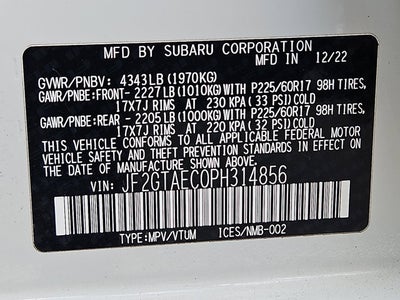 MFD BY SUBARU CORPORATION
MFD IN 12/22
GVWR/PNBV: 4343LB (1970KG)
GAWR/PNBE:FRONT- 2227LB(1010KG)WITH P225/60R17 98H TIRES,
17X7J RIMS AT 230 KPA( 33 PSI)COLD
GAWR/PNBE:REAR - 2205LB(1000KG)WITH P225/60R17 98H TIRES,
17X7J RIMS AT 220 KPA( 32 PSI)COLD
THIS VEHICLE CONFORMS TO ALL APPLICABLE FEDERAL MOTOR
VEHICLE SAFETY AND THEFT PREVENTION STANDARDS IN EFFECT
ON THE DATE OF MANUFACTURE SHOWN ABOVE.
VIN: JF2GTAEC0PH314856
TYPE:MPV/VTUM ICES/NMB-002